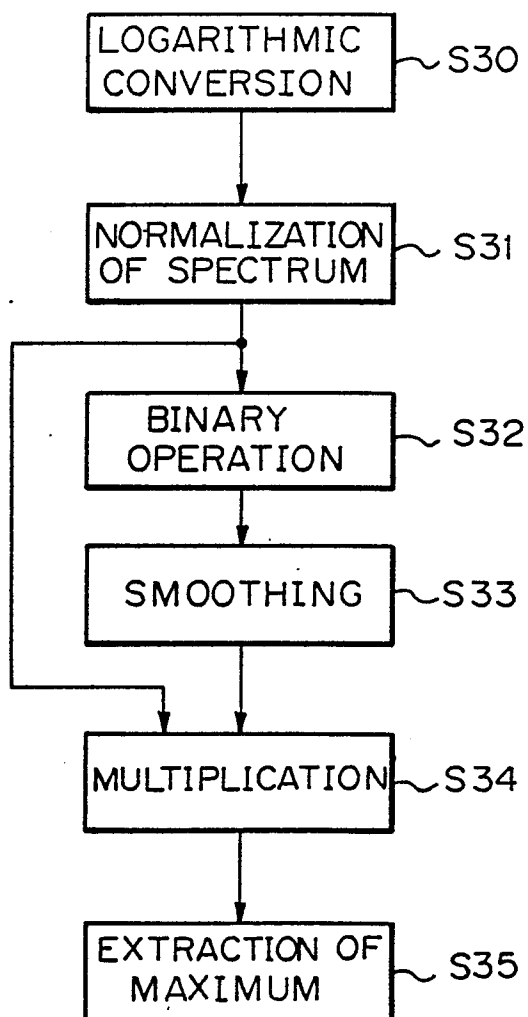 LOGARITHMIC
CONVERSION
S30
NORMALIZATION
OF SPECTRUM
S31
BINARY
OPERATION
S32
SMOOTHING
S33
MULTIPLICATION
S34
EXTRACTION OF
MAXIMUM
S35